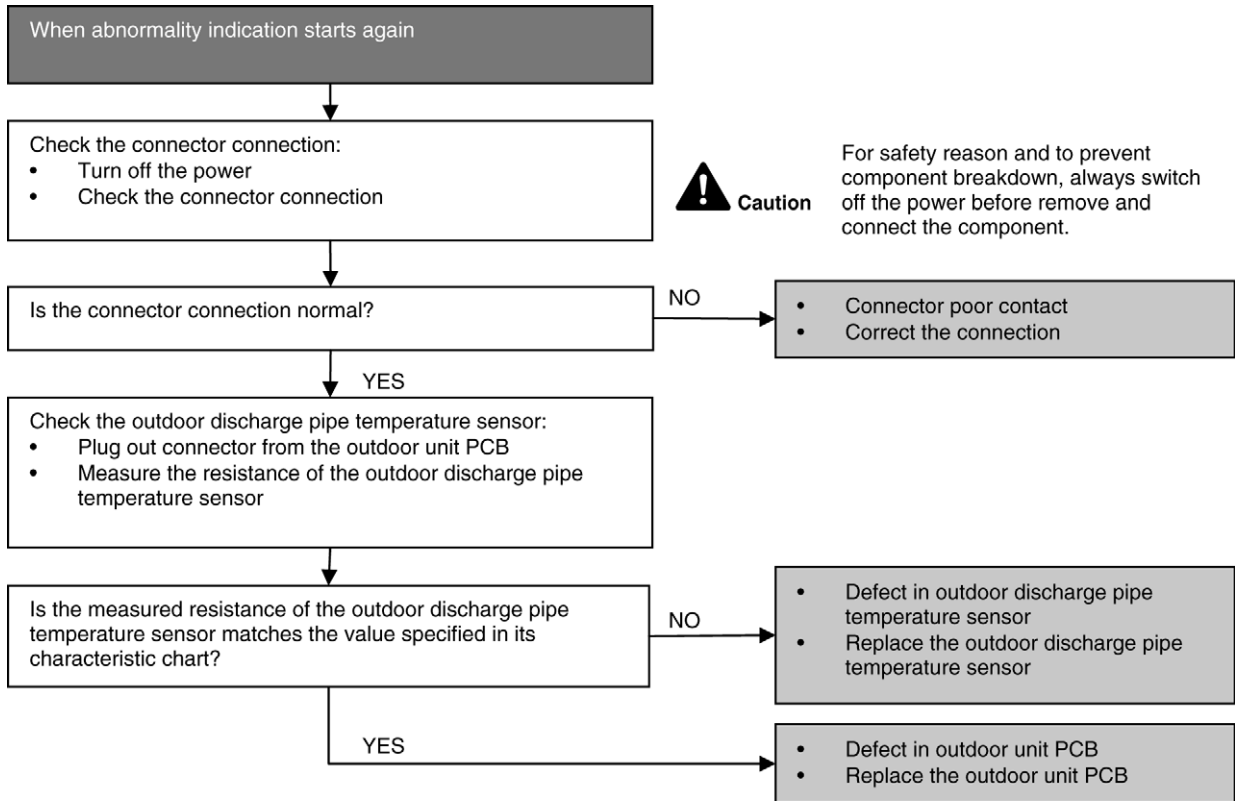 When abnormality indication starts again
Check the connector connection:
• Turn off the power
• Check the connector connection
Caution
For safety reason and to prevent
component breakdown, always switch
off the power before remove and
connect the component.
Is the connector connection normal?
NO
• Connector poor contact
• Correct the connection
YES
Check the outdoor discharge pipe temperature sensor:
• Plug out connector from the outdoor unit PCB
• Measure the resistance of the outdoor discharge pipe
temperature sensor
Is the measured resistance of the outdoor discharge pipe
temperature sensor matches the value specified in its
characteristic chart?
NO
• Defect in outdoor discharge pipe
temperature sensor
• Replace the outdoor discharge pipe
temperature sensor
YES
• Defect in outdoor unit PCB
• Replace the outdoor unit PCB